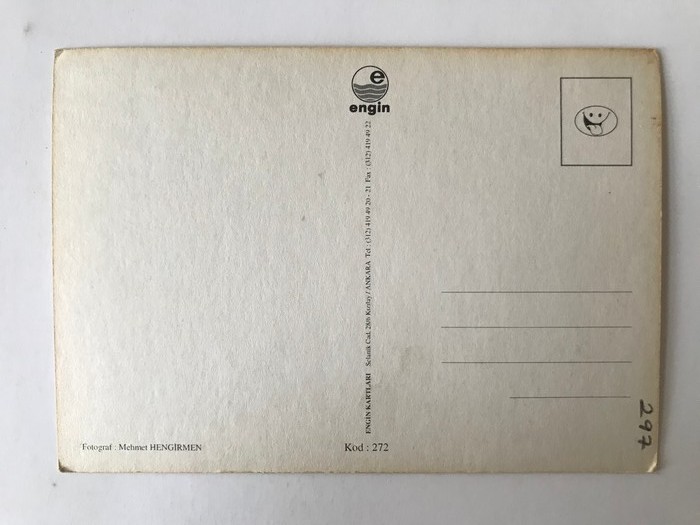 e
engin
ENGİN KARTLARI Selanik Cad. 28/6 Kızılay / ANKARA Tel : (312) 419 49 20 - 21 Fax : (312) 419 49 22
Fotograf : Mehmet HENGİRMEN
Kod : 272
297